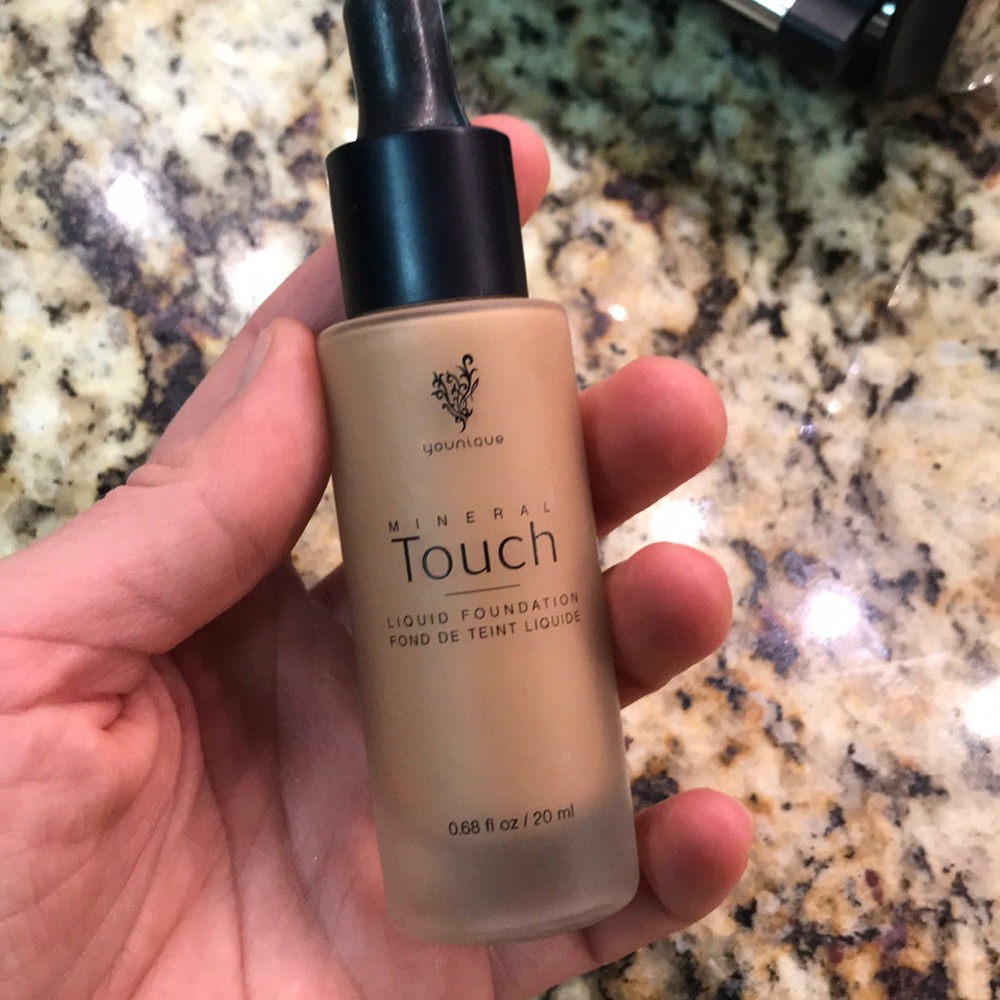 younique
MINERAL
Touch
LIQUID FOUNDATION
FOND DE TEINT LIQUIDE
0.68 fl oz / 20 ml